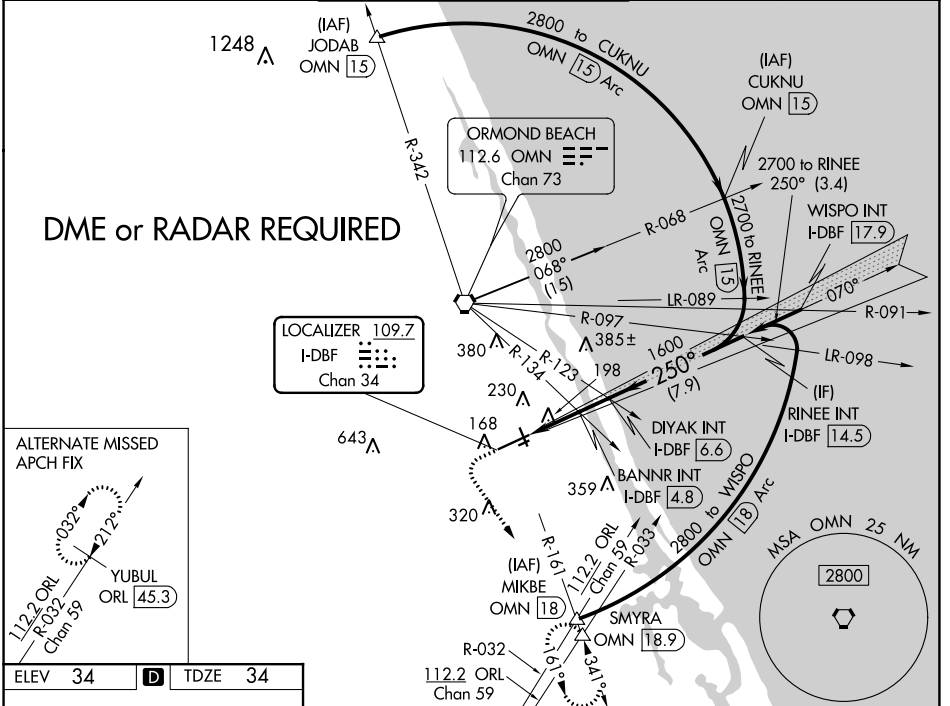 1248
(IAF)
JODAB
OMN 15
2800 to CUKNU
OMN 15 Arc
(IAF)
CUKNU
OMN 15
R-342
ORMOND BEACH
112.6 OMN
Chan 73
2700 to RINEE
250° (3.4)
WISPO INT
I-DBF 17.9
DME or RADAR REQUIRED
R-068
2800
068°
(15)
2700 to RINEE
OMN 15
Arc
LR-089
070°
R-091
R-097
LR-098
LOCALIZER 109.7
I-DBF
Chan 34
380
R-134
R-123
385±
198
1600
250°
(7.9)
230
(IF)
RINEE INT
I-DBF 14.5
168
643
DIYAK INT
I-DBF 6.6
BANNR INT
I-DBF 4.8
359
320
2800 to WISPO
OMN 18 Arc
ALTERNATE MISSED
APCH FIX
032°
212°
YUBUL
ORL 45.3
112.2 ORL
R-032
Chan 59
R-161
112.2 ORL
Chan 59
R-033
(IAF)
MIKBE
OMN 18
SMYRA
OMN 18.9
161°
341°
R-032
112.2 ORL
Chan 59
MSA OMN 25 NM
2800
ELEV 34 D TDZE 34